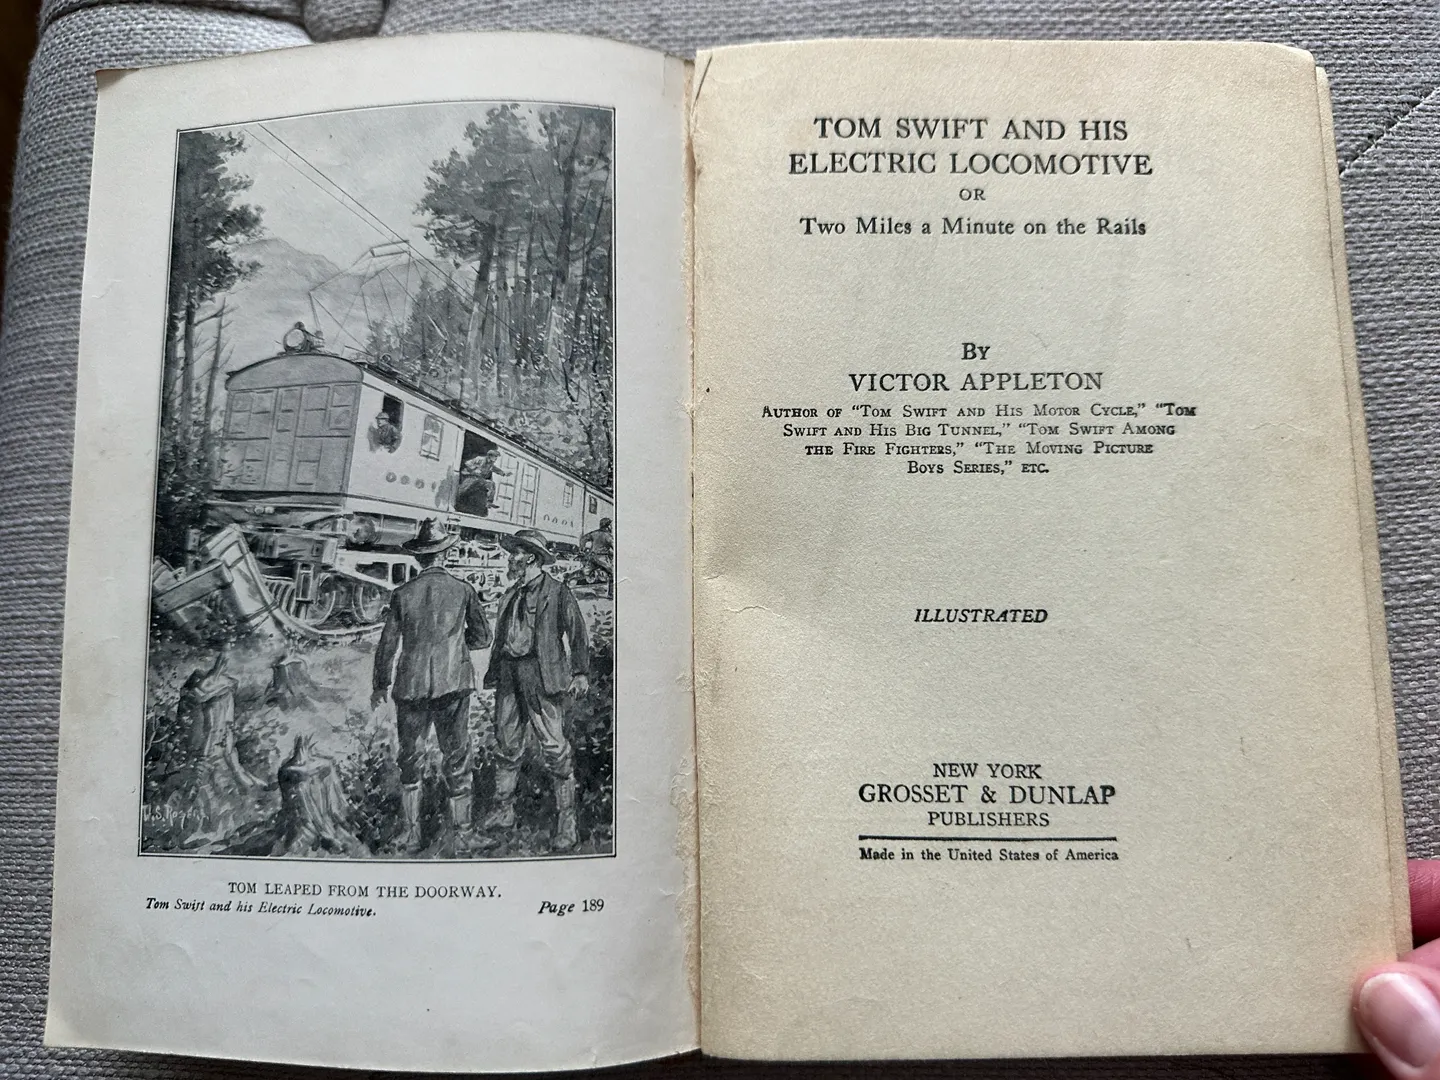 TOM LEAPED FROM THE DOORWAY.
Tom Swift and his Electric Locomotive. Page 189
TOM SWIFT AND HIS
ELECTRIC LOCOMOTIVE
OR
Two Miles a Minute on the Rails
BY
VICTOR APPLETON
AUTHOR OF "TOM SWIFT AND HIS MOTOR CYCLE," "TOM
SWIFT AND HIS BIG TUNNEL," "TOM SWIFT AMONG
THE FIRE FIGHTERS," "THE MOVING PICTURE
BOYS SERIES," ETC.
ILLUSTRATED
NEW YORK
GROSSET & DUNLAP
PUBLISHERS
Made in the United States of America